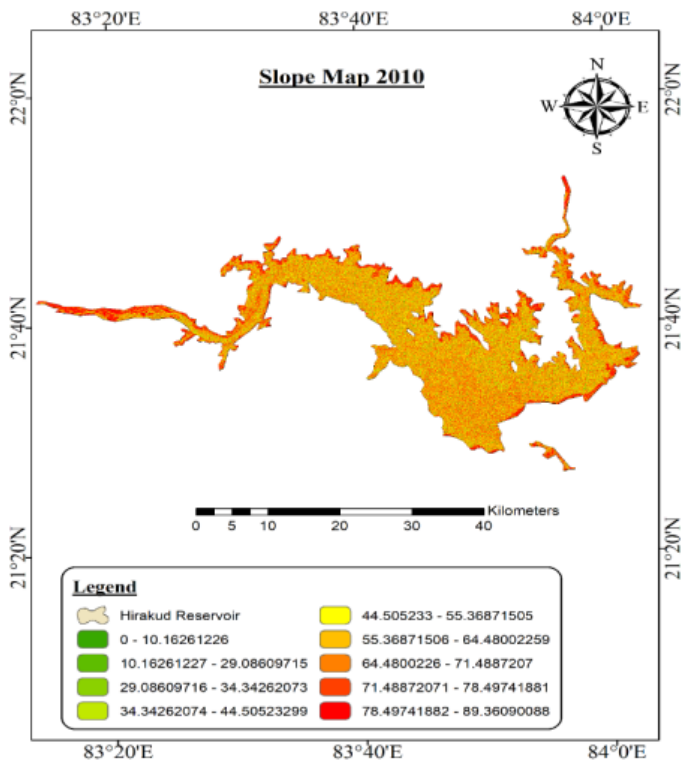 83°20'E 83°40'E 84°0'E
Slope Map 2010
N
W E
S
22°0'N 22°0'N
21°40'N 21°40'N
21°20'N 21°20'N
Kilometers
0 5 10 20 30 40
Legend
Hirakud Reservoir
0 - 10.16261226
10.16261227 - 29.08609715
29.08609716 - 34.34262073
34.34262074 - 44.50523299
44.505233 - 55.36871505
55.36871506 - 64.48002259
64.4800226 - 71.4887207
71.48872071 - 78.49741881
78.49741882 - 89.36090088
83°20'E 83°40'E 84°0'E